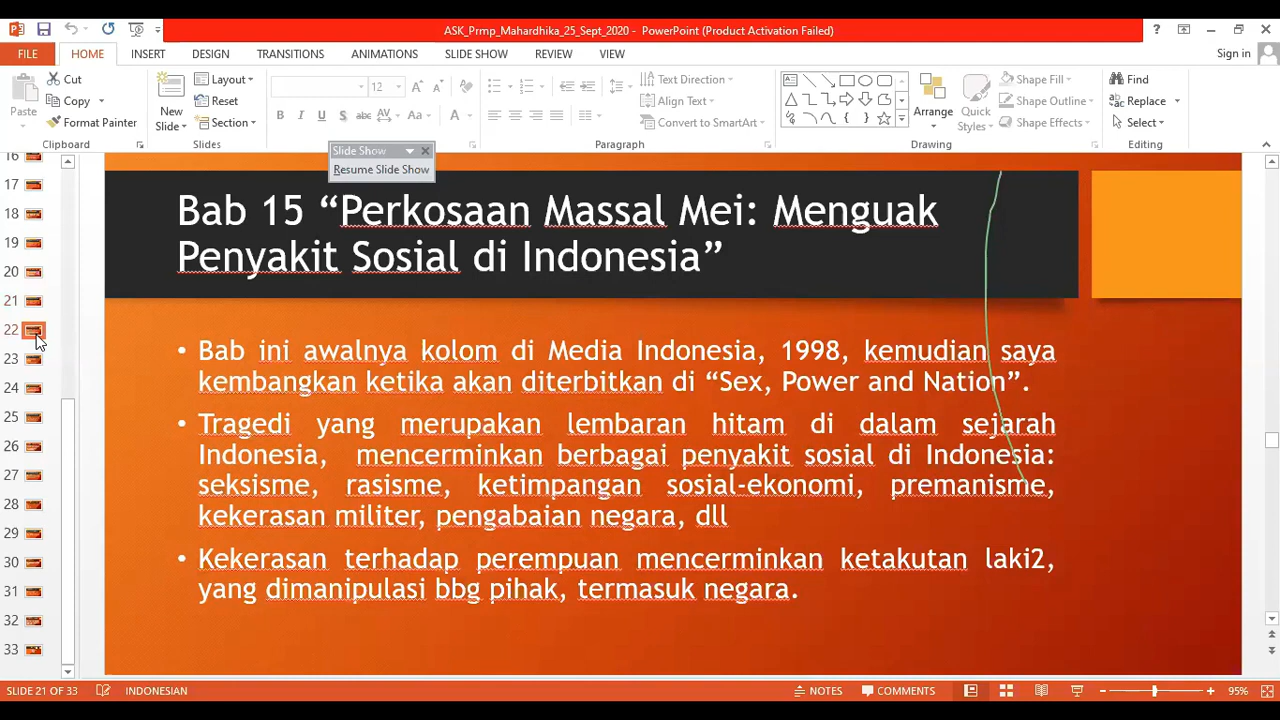 ASK_Prmp_Mahardhika_25_Sept_2020 - PowerPoint (Product Activation Failed)
FILE HOME INSERT DESIGN TRANSITIONS ANIMATIONS SLIDE SHOW REVIEW VIEW Sign in
Paste
Cut
Copy
Format Painter
Clipboard
New Slide
Layout
Reset
Section
Slides
12
B I U S abc AV Aa A
Text Direction
Align Text
Convert to SmartArt
Paragraph
Arrange
Quick Styles
Shape Fill
Shape Outline
Shape Effects
Drawing
Find
Replace
Select
Editing
Slide Show
Resume Slide Show
16
17
18
19
20
21
22
23
24
25
26
27
28
29
30
31
32
33
Bab 15 “Perkosaan Massal Mei: Menguak
Penyakit Sosial di Indonesia”
• Bab ini awalnya kolom di Media Indonesia, 1998, kemudian saya
kembangkan ketika akan diterbitkan di “Sex, Power and Nation”.
• Tragedi yang merupakan lembaran hitam di dalam sejarah
Indonesia, mencerminkan berbagai penyakit sosial di Indonesia:
seksisme, rasisme, ketimpangan sosial-ekonomi, premanisme,
kekerasan militer, pengabaian negara, dll
• Kekerasan terhadap perempuan mencerminkan ketakutan laki2,
yang dimanipulasi bbg pihak, termasuk negara.
SLIDE 21 OF 33 INDONESIAN NOTES COMMENTS 95%